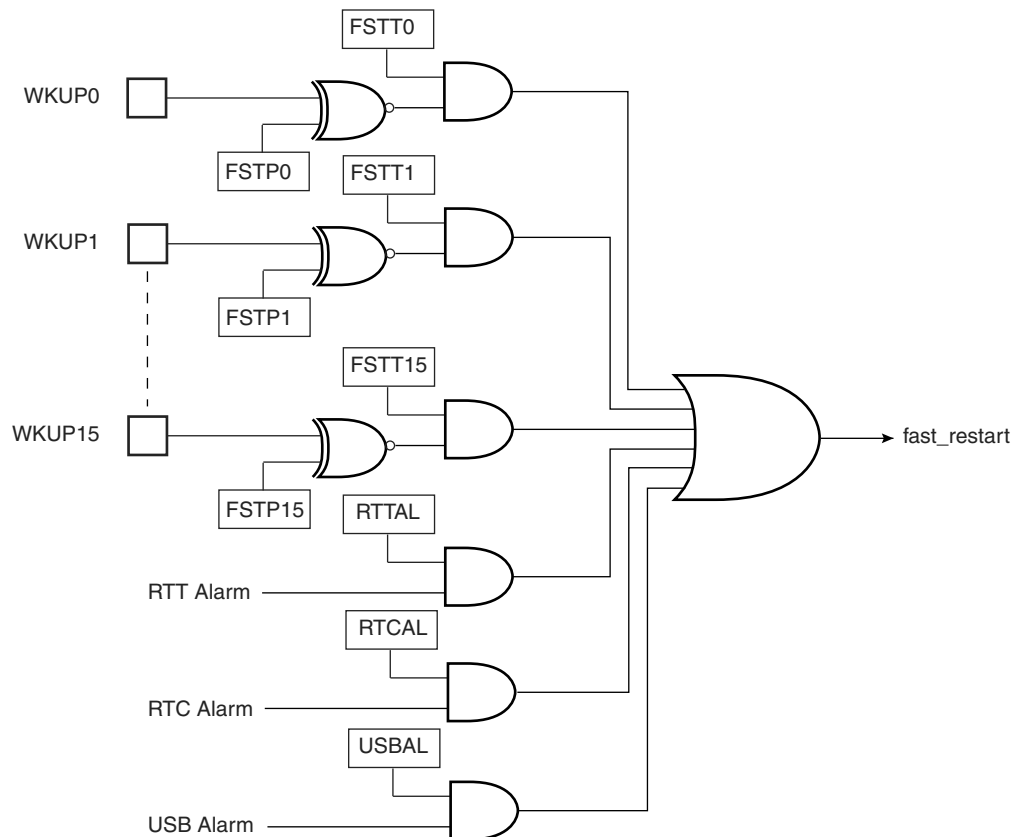 FSTT0
WKUP0
FSTP0
FSTT1
WKUP1
FSTP1
FSTT15
WKUP15
fast_restart
FSTP15
RTTAL
RTT Alarm
RTCAL
RTC Alarm
USBAL
USB Alarm